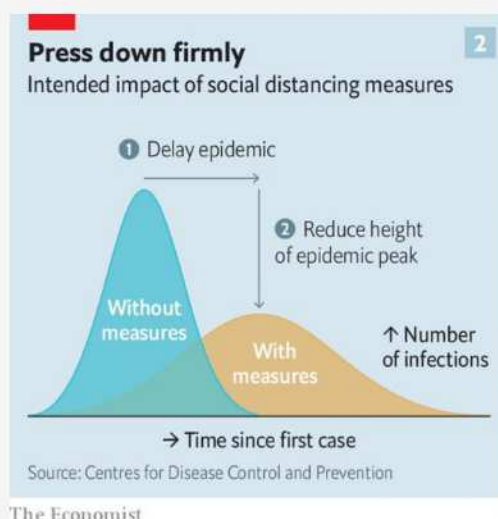 Press down firmly
2
Intended impact of social distancing measures
1 Delay epidemic
2 Reduce height
of epidemic peak
Without
measures
With
measures
↑ Number
of infections
→ Time since first case
Source: Centres for Disease Control and Prevention
The Economist